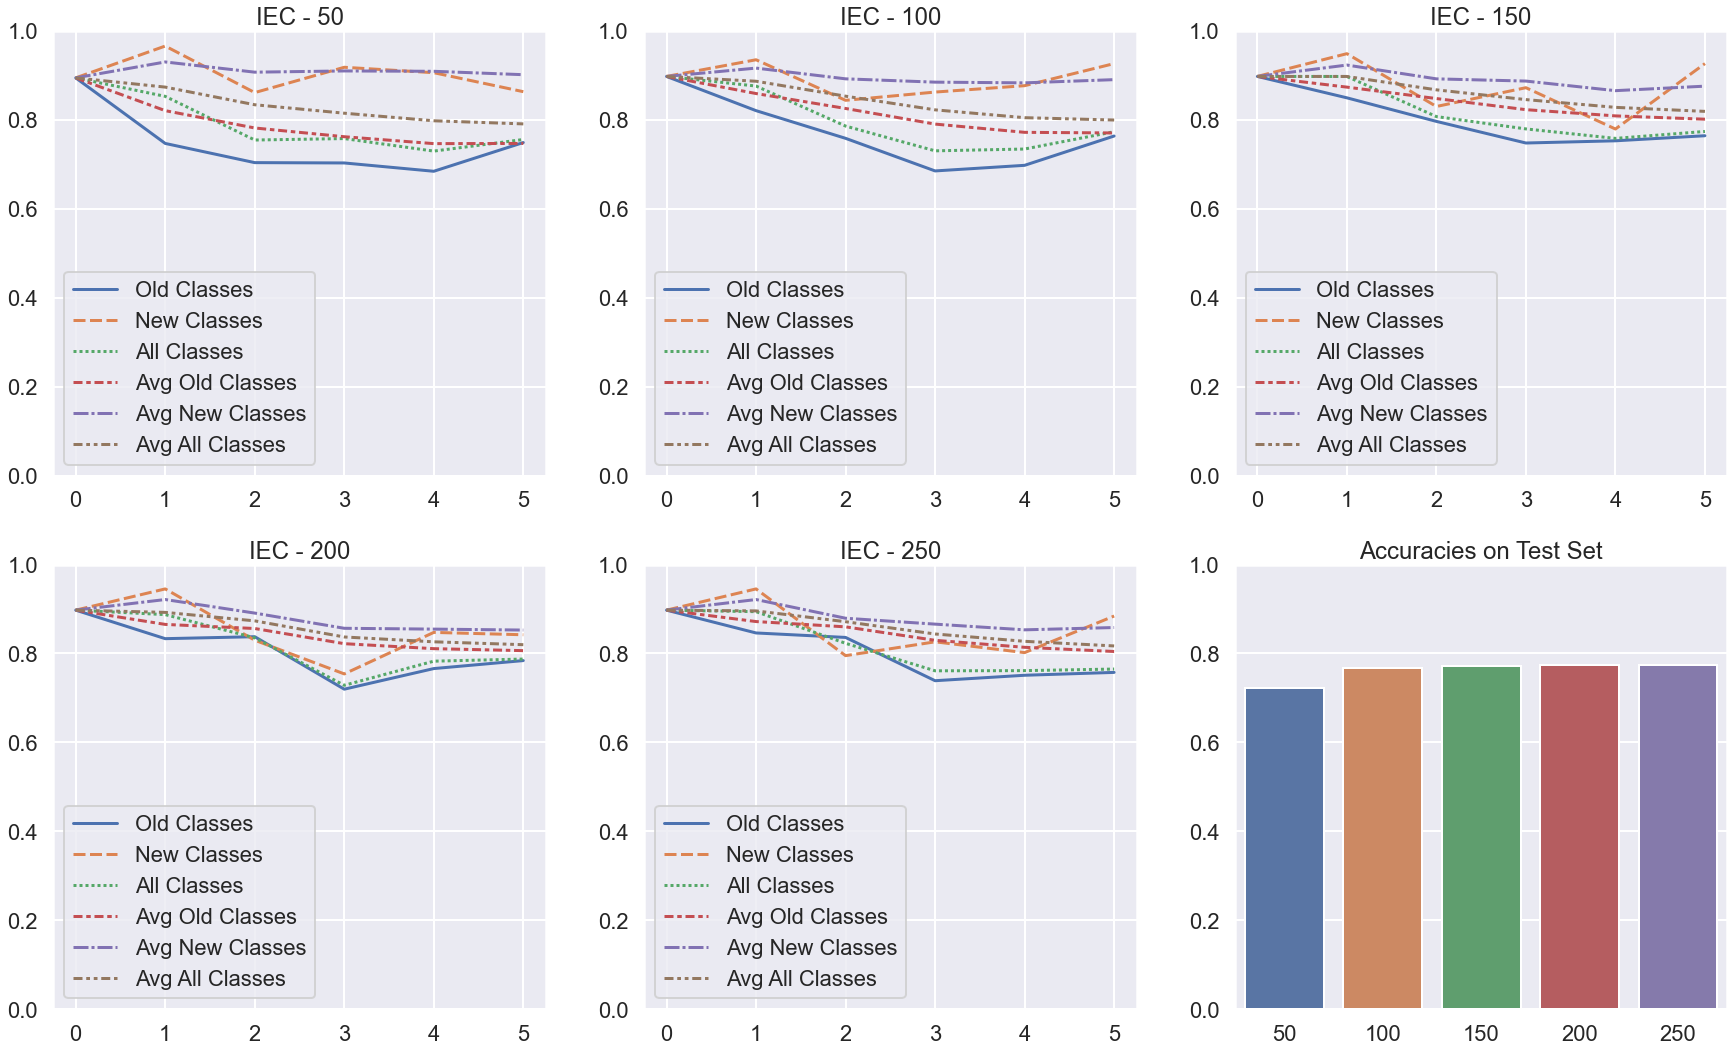 IEC - 50
1.0
0.8
0.6
0.4
0.2
0.0
Old Classes
New Classes
All Classes
Avg Old Classes
Avg New Classes
Avg All Classes
0 1 2 3 4 5
IEC - 100
1.0
0.8
0.6
0.4
0.2
0.0
Old Classes
New Classes
All Classes
Avg Old Classes
Avg New Classes
Avg All Classes
0 1 2 3 4 5
IEC - 150
1.0
0.8
0.6
0.4
0.2
0.0
Old Classes
New Classes
All Classes
Avg Old Classes
Avg New Classes
Avg All Classes
0 1 2 3 4 5
IEC - 200
1.0
0.8
0.6
0.4
0.2
0.0
Old Classes
New Classes
All Classes
Avg Old Classes
Avg New Classes
Avg All Classes
0 1 2 3 4 5
IEC - 250
1.0
0.8
0.6
0.4
0.2
0.0
Old Classes
New Classes
All Classes
Avg Old Classes
Avg New Classes
Avg All Classes
0 1 2 3 4 5
Accuracies on Test Set
1.0
0.8
0.6
0.4
0.2
0.0
50 100 150 200 250